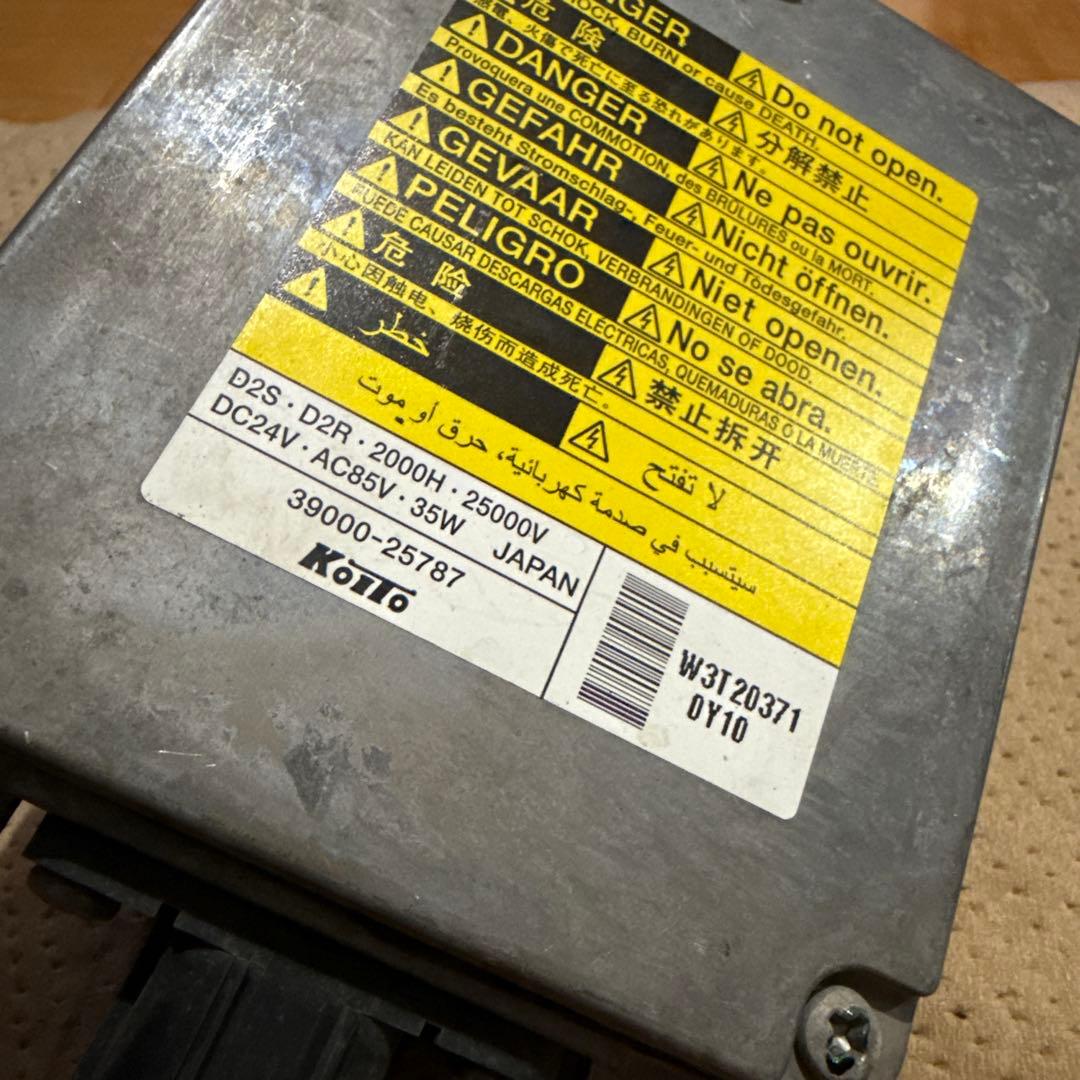 DANGER
SHOCK, BURN or cause DEATH.
Do not open.
危険
感電、火傷で死亡に至る恐れがあります。
分解禁止
DANGER
Provoquera une COMMOTION, des BRÛLURES ou la MORT.
Ne pas ouvrir.
GEFAHR
Es besteht Stromschlag-, Feuer- und Todesgefahr.
Nicht öffnen.
GEVAAR
KAN LEIDEN TOT SCHOK, VERBRANDINGEN OF DOOD.
Niet openen.
PELIGRO
PUEDE CAUSAR DESCARGAS ELECTRICAS, QUEMADURAS O LA MUERTE
No se abra.
危险
小心因触电、烧伤而造成死亡。
禁止拆开
خطر
لا تفتح
سيتسبب في صدمة كهربائية، حرق أو موت
D2S · D2R · 2000H · 25000V
DC24V · AC85V · 35W JAPAN
39000-25787
KOITO
W3T20371
0Y10